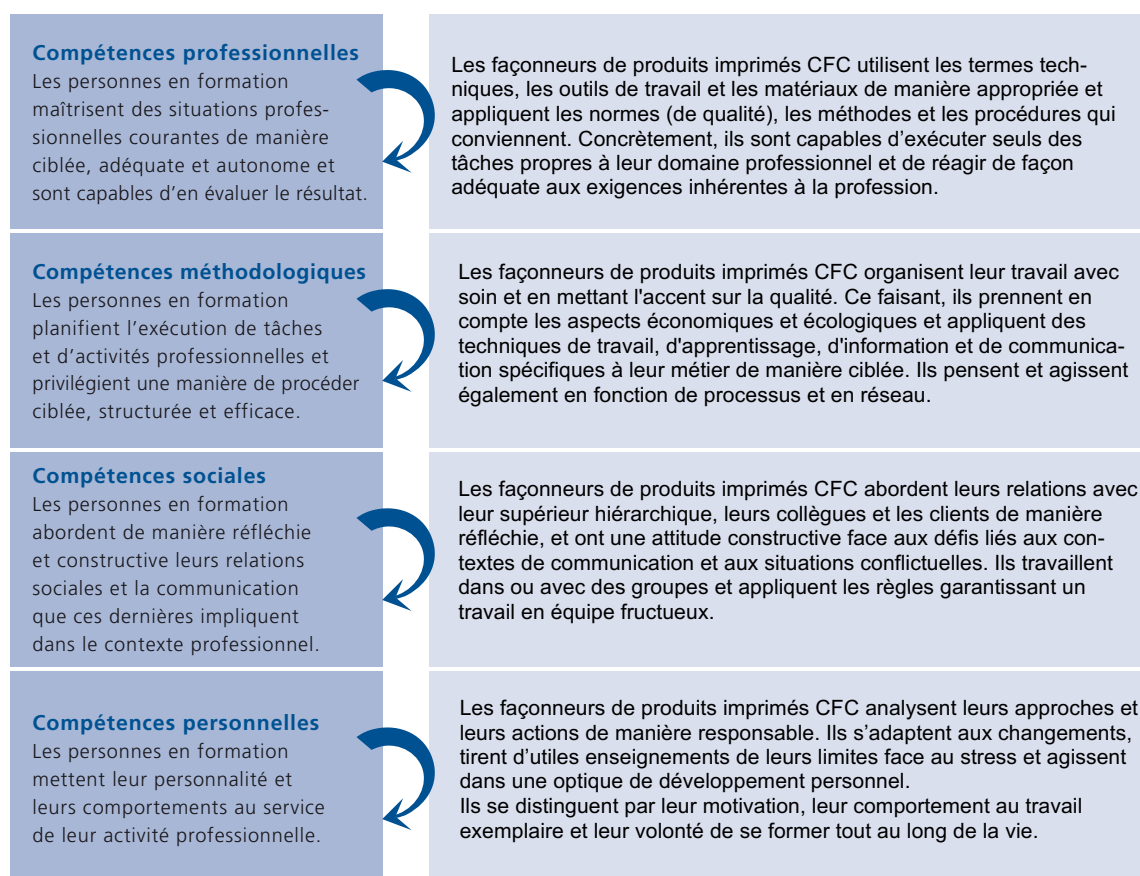 Compétences professionnelles
Les personnes en formation
maîtrisent des situations profes-
sionnelles courantes de manière
ciblée, adéquate et autonome et
sont capables d’en évaluer le résultat.
Les façonneurs de produits imprimés CFC utilisent les termes tech-
niques, les outils de travail et les matériaux de manière appropriée et
appliquent les normes (de qualité), les méthodes et les procédures qui
conviennent. Concrètement, ils sont capables d’exécuter seuls des
tâches propres à leur domaine professionnel et de réagir de façon
adéquate aux exigences inhérentes à la profession.
Compétences méthodologiques
Les personnes en formation
planifient l’exécution de tâches
et d’activités professionnelles et
privilégient une manière de procéder
ciblée, structurée et efficace.
Les façonneurs de produits imprimés CFC organisent leur travail avec
soin et en mettant l'accent sur la qualité. Ce faisant, ils prennent en
compte les aspects économiques et écologiques et appliquent des
techniques de travail, d'apprentissage, d'information et de communica-
tion spécifiques à leur métier de manière ciblée. Ils pensent et agissent
également en fonction de processus et en réseau.
Compétences sociales
Les personnes en formation
abordent de manière réfléchie
et constructive leurs relations
sociales et la communication
que ces dernières impliquent
dans le contexte professionnel.
Les façonneurs de produits imprimés CFC abordent leurs relations avec
leur supérieur hiérarchique, leurs collègues et les clients de manière
réfléchie, et ont une attitude constructive face aux défis liés aux con-
textes de communication et aux situations conflictuelles. Ils travaillent
dans ou avec des groupes et appliquent les règles garantissant un
travail en équipe fructueux.
Compétences personnelles
Les personnes en formation
mettent leur personnalité et
leurs comportements au service
de leur activité professionnelle.
Les façonneurs de produits imprimés CFC analysent leurs approches et
leurs actions de manière responsable. Ils s’adaptent aux changements,
tirent d’utiles enseignements de leurs limites face au stress et agissent
dans une optique de développement personnel.
Ils se distinguent par leur motivation, leur comportement au travail
exemplaire et leur volonté de se former tout au long de la vie.